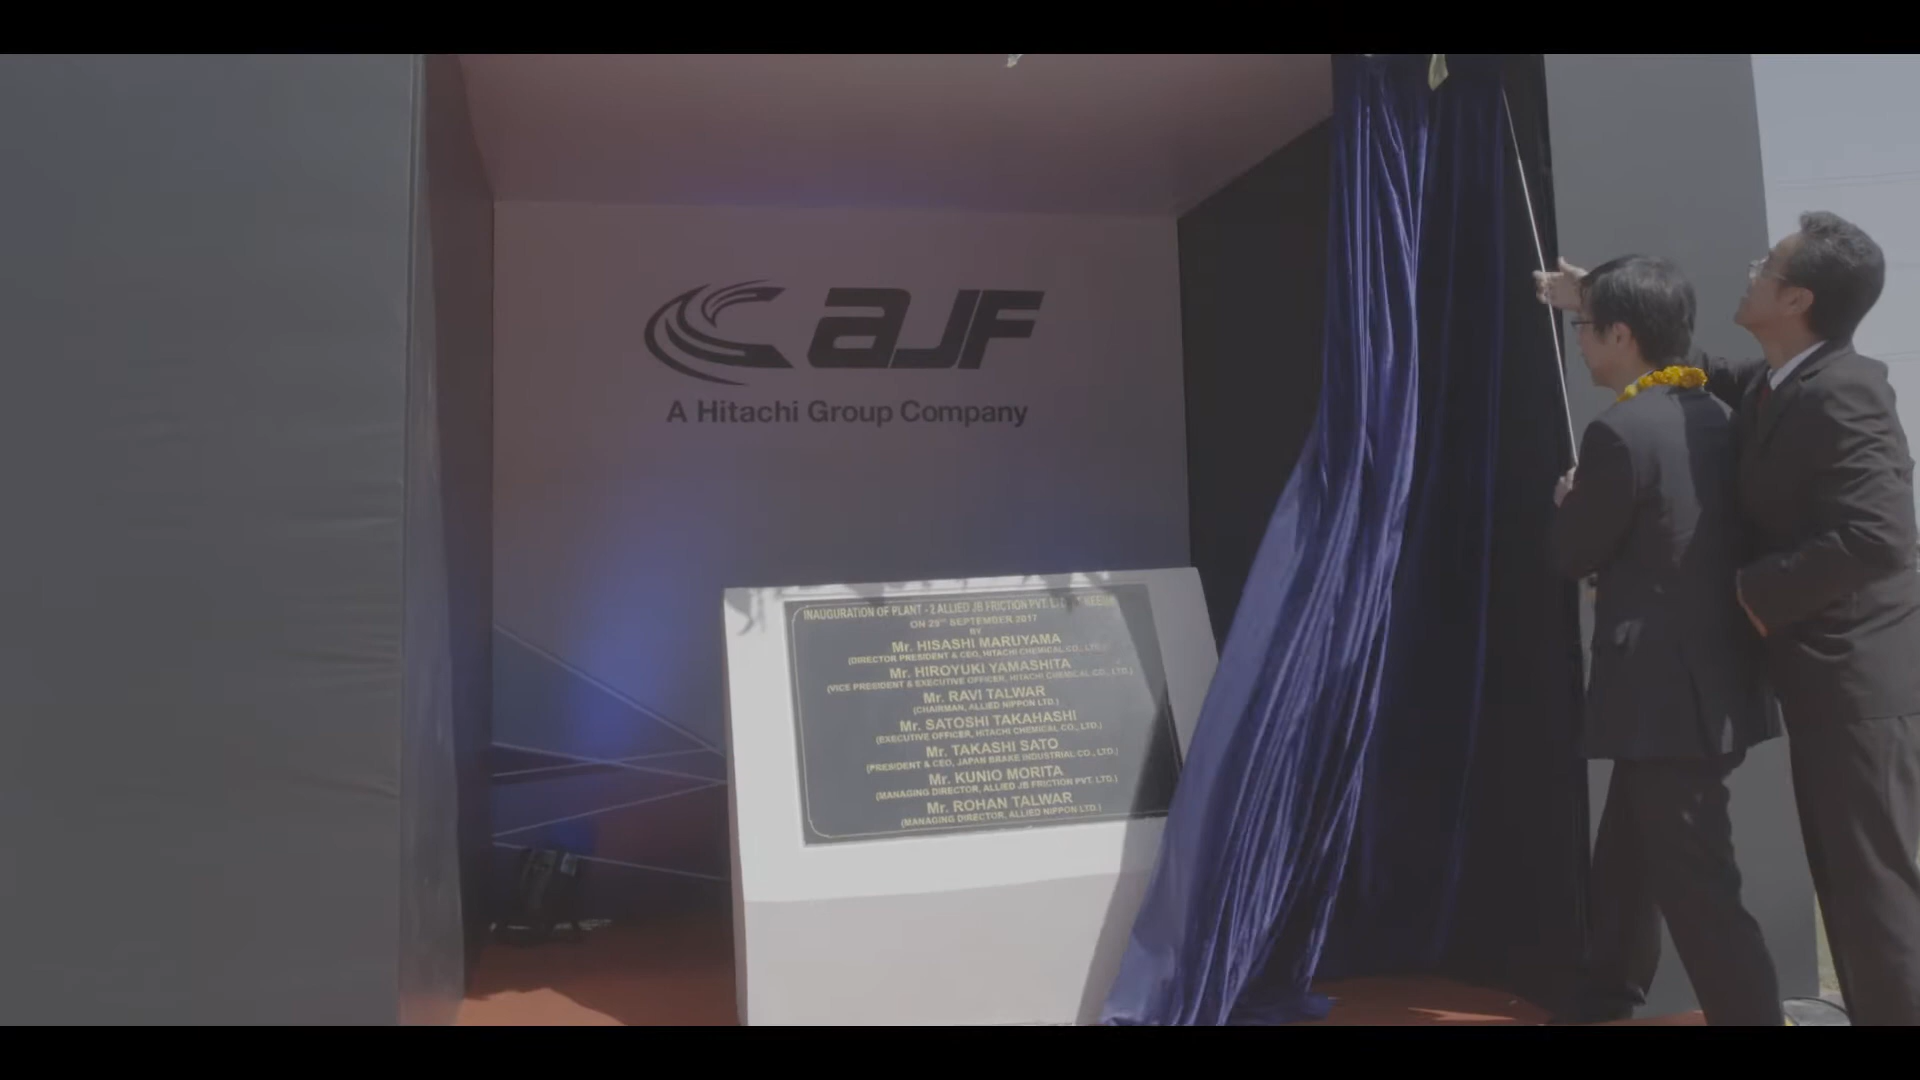 aJF
A Hitachi Group Company
INAUGURATION OF PLANT - 2 ALLIED JB FRICTION PVT.
ON 29TH SEPTEMBER 2017
BY
Mr. HISASHI MARUYAMA
(DIRECTOR PRESIDENT & CEO, HITACHI CHEMICAL CO., LTD.)
Mr. HIROYUKI YAMASHITA
(VICE PRESIDENT & EXECUTIVE OFFICER, HITACHI CHEMICAL CO., LTD.)
Mr. RAVI TALWAR
(CHAIRMAN, ALLIED NIPPON LTD.)
Mr. SATOSHI TAKAHASHI
(EXECUTIVE OFFICER, HITACHI CHEMICAL CO., LTD.)
Mr. TAKASHI SATO
(PRESIDENT & CEO, JAPAN BRAKE INDUSTRIAL CO., LTD.)
Mr. KUNIO MORITA
(MANAGING DIRECTOR, ALLIED JB FRICTION PVT. LTD.)
Mr. ROHAN TALWAR
(MANAGING DIRECTOR, ALLIED NIPPON LTD.)